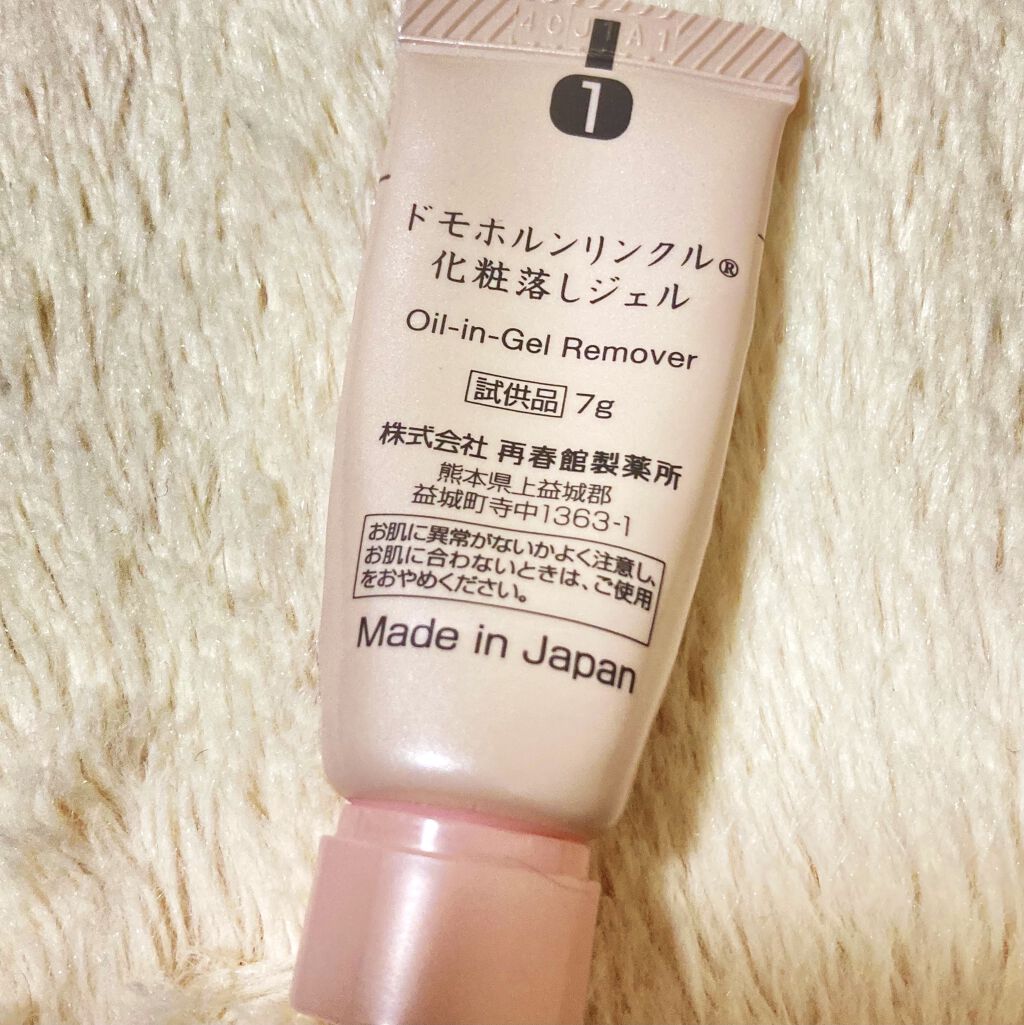 40J1A1
1
ドモホルンリンクル®
化粧落しジェル
Oil-in-Gel Remover
試供品 7g
株式会社 再春館製薬所
熊本県上益城郡
益城町寺中1363-1
お肌に異常がないかよく注意し、
お肌に合わないときは、ご使用
をおやめください。
Made in Japan